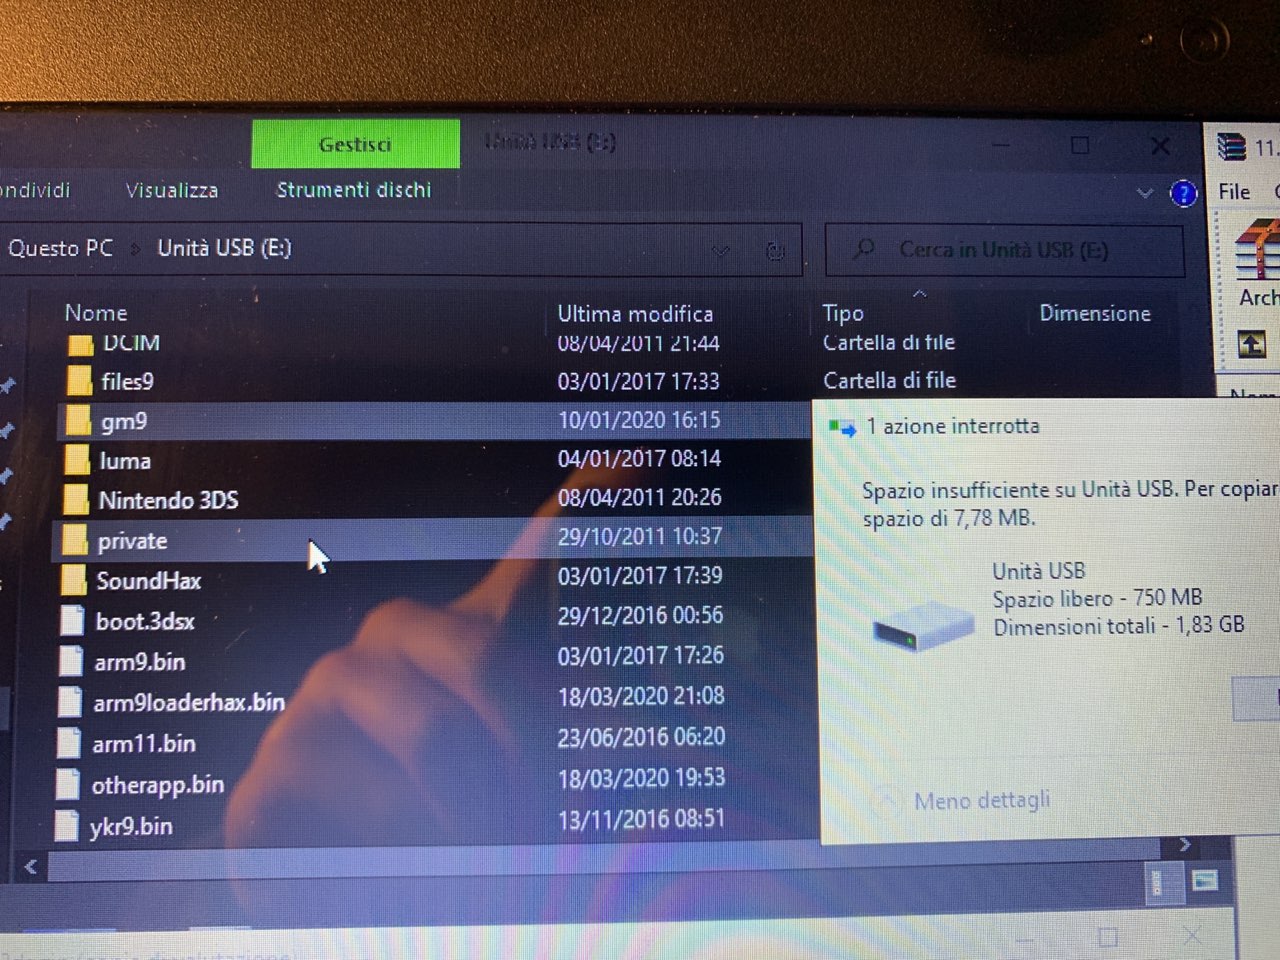 Gestisci
Unità USB (E:)
ondividi Visualizza Strumenti dischi
File
Questo PC Unità USB (E:)
Cerca in Unità USB (E:)
Arch
Nome Ultima modifica Tipo Dimensione
DCIM 08/04/2011 21:44 Cartella di file
files9 03/01/2017 17:33 Cartella di file
gm9 10/01/2020 16:15
luma 04/01/2017 08:14
Nintendo 3DS 08/04/2011 20:26
private 29/10/2011 10:37
SoundHax 03/01/2017 17:39
boot.3dsx 29/12/2016 00:56
arm9.bin 03/01/2017 17:26
arm9loaderhax.bin 18/03/2020 21:08
arm11.bin 23/06/2016 06:20
otherapp.bin 18/03/2020 19:53
ykr9.bin 13/11/2016 08:51
1 azione interrotta
Spazio insufficiente su Unità USB. Per copiar
spazio di 7,78 MB.
Unità USB
Spazio libero - 750 MB
Dimensioni totali - 1,83 GB
Meno dettagli